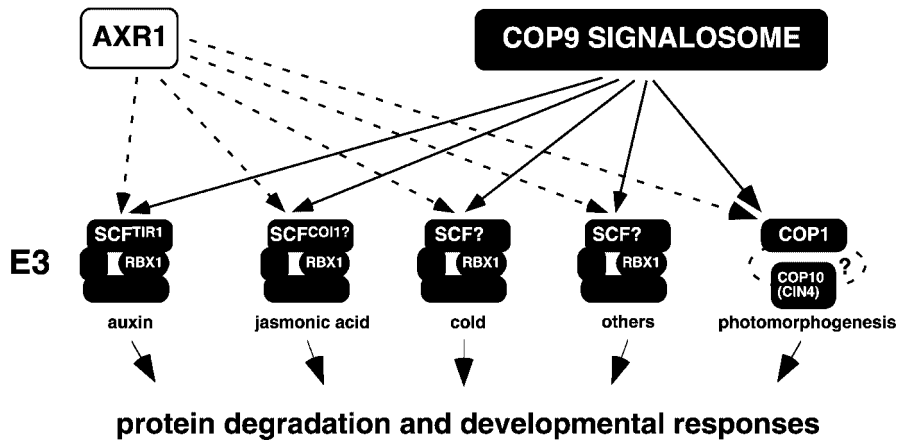 AXR1
COP9 SIGNALOSOME
E3
SCFTIR1
RBX1
SCFCOI1?
RBX1
SCF?
RBX1
SCF?
RBX1
COP1
?
COP10
(CIN4)
auxin
jasmonic acid
cold
others
photomorphogenesis
protein degradation and developmental responses